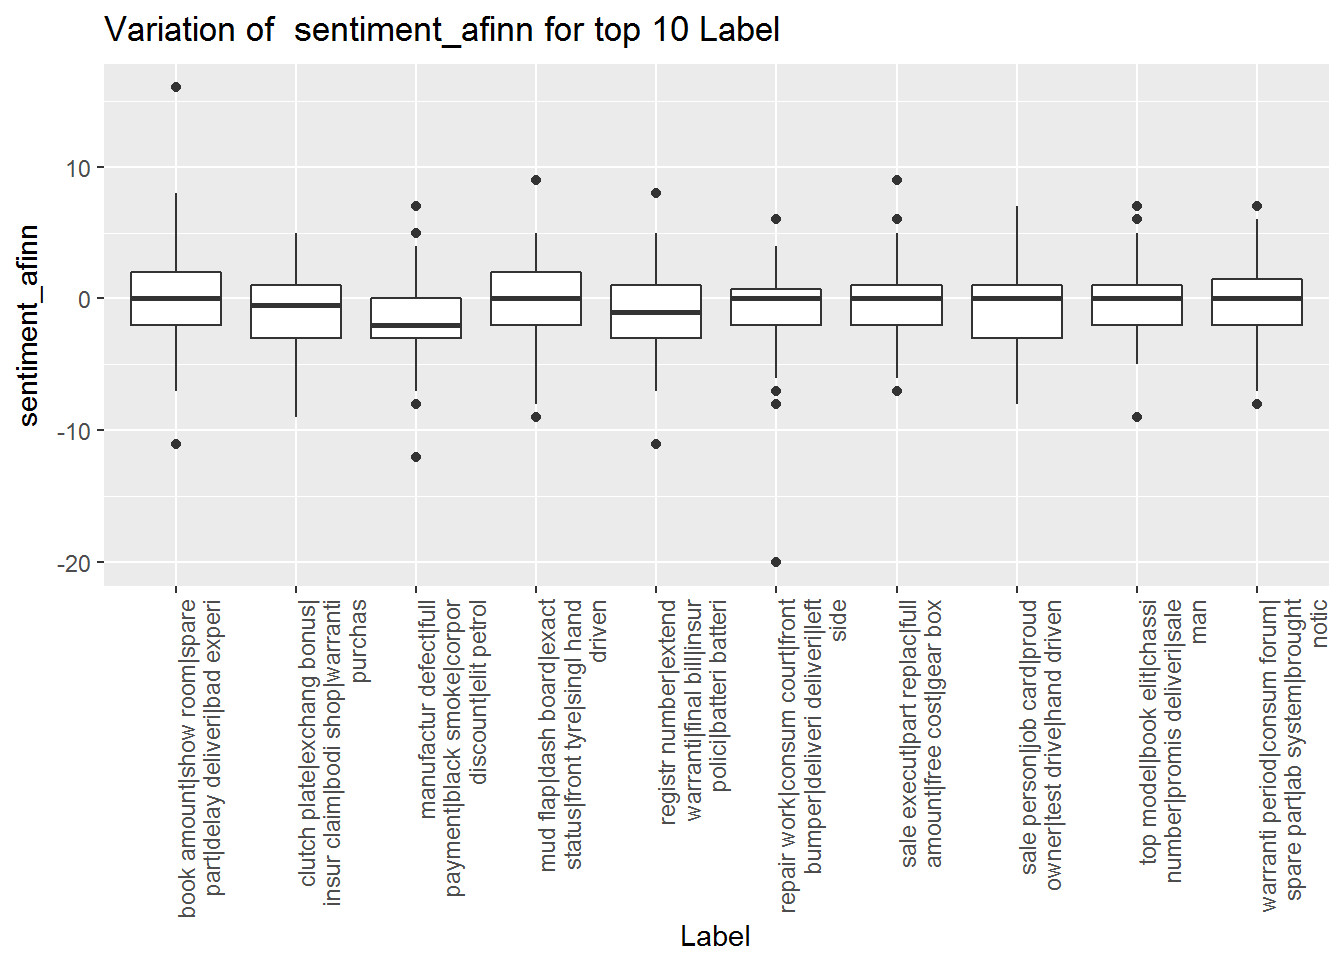 Variation of  sentiment_afinn for top 10 Label
sentiment_afinn
10
0
-10
-20
book amount|show room|spare
part|delay deliveri|bad experi
clutch plate|exchang bonus|
insur claim|bodi shop|warranti
purchas
manufactur defect|full
payment|black smoke|corpor
discount|elit petrol
mud flap|dash board|exact
status|front tyre|singl hand
driven
registr number|extend
warranti|final bill|insur
polici|batteri batteri
repair work|consum court|front
bumper|deliveri deliveri|left
side
sale execut|part replac|full
amount|free cost|gear box
sale person|job card|proud
owner|test drive|hand driven
top model|book elit|chassi
number|promis deliveri|sale
man
warranti period|consum forum|
spare part|ab system|brought
notic
Label